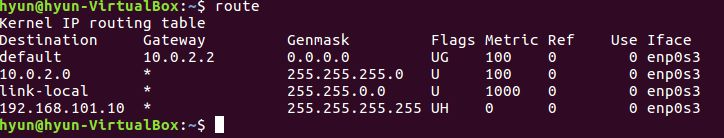 hyun@hyun-VirtualBox:~$ route
Kernel IP routing table
Destination     Gateway         Genmask         Flags Metric Ref    Use Iface
default         10.0.2.2        0.0.0.0         UG    100    0        0 enp0s3
10.0.2.0        *               255.255.255.0   U     100    0        0 enp0s3
link-local      *               255.255.0.0     U     1000   0        0 enp0s3
192.168.101.10  *               255.255.255.255 UH    0      0        0 enp0s3
hyun@hyun-VirtualBox:~$